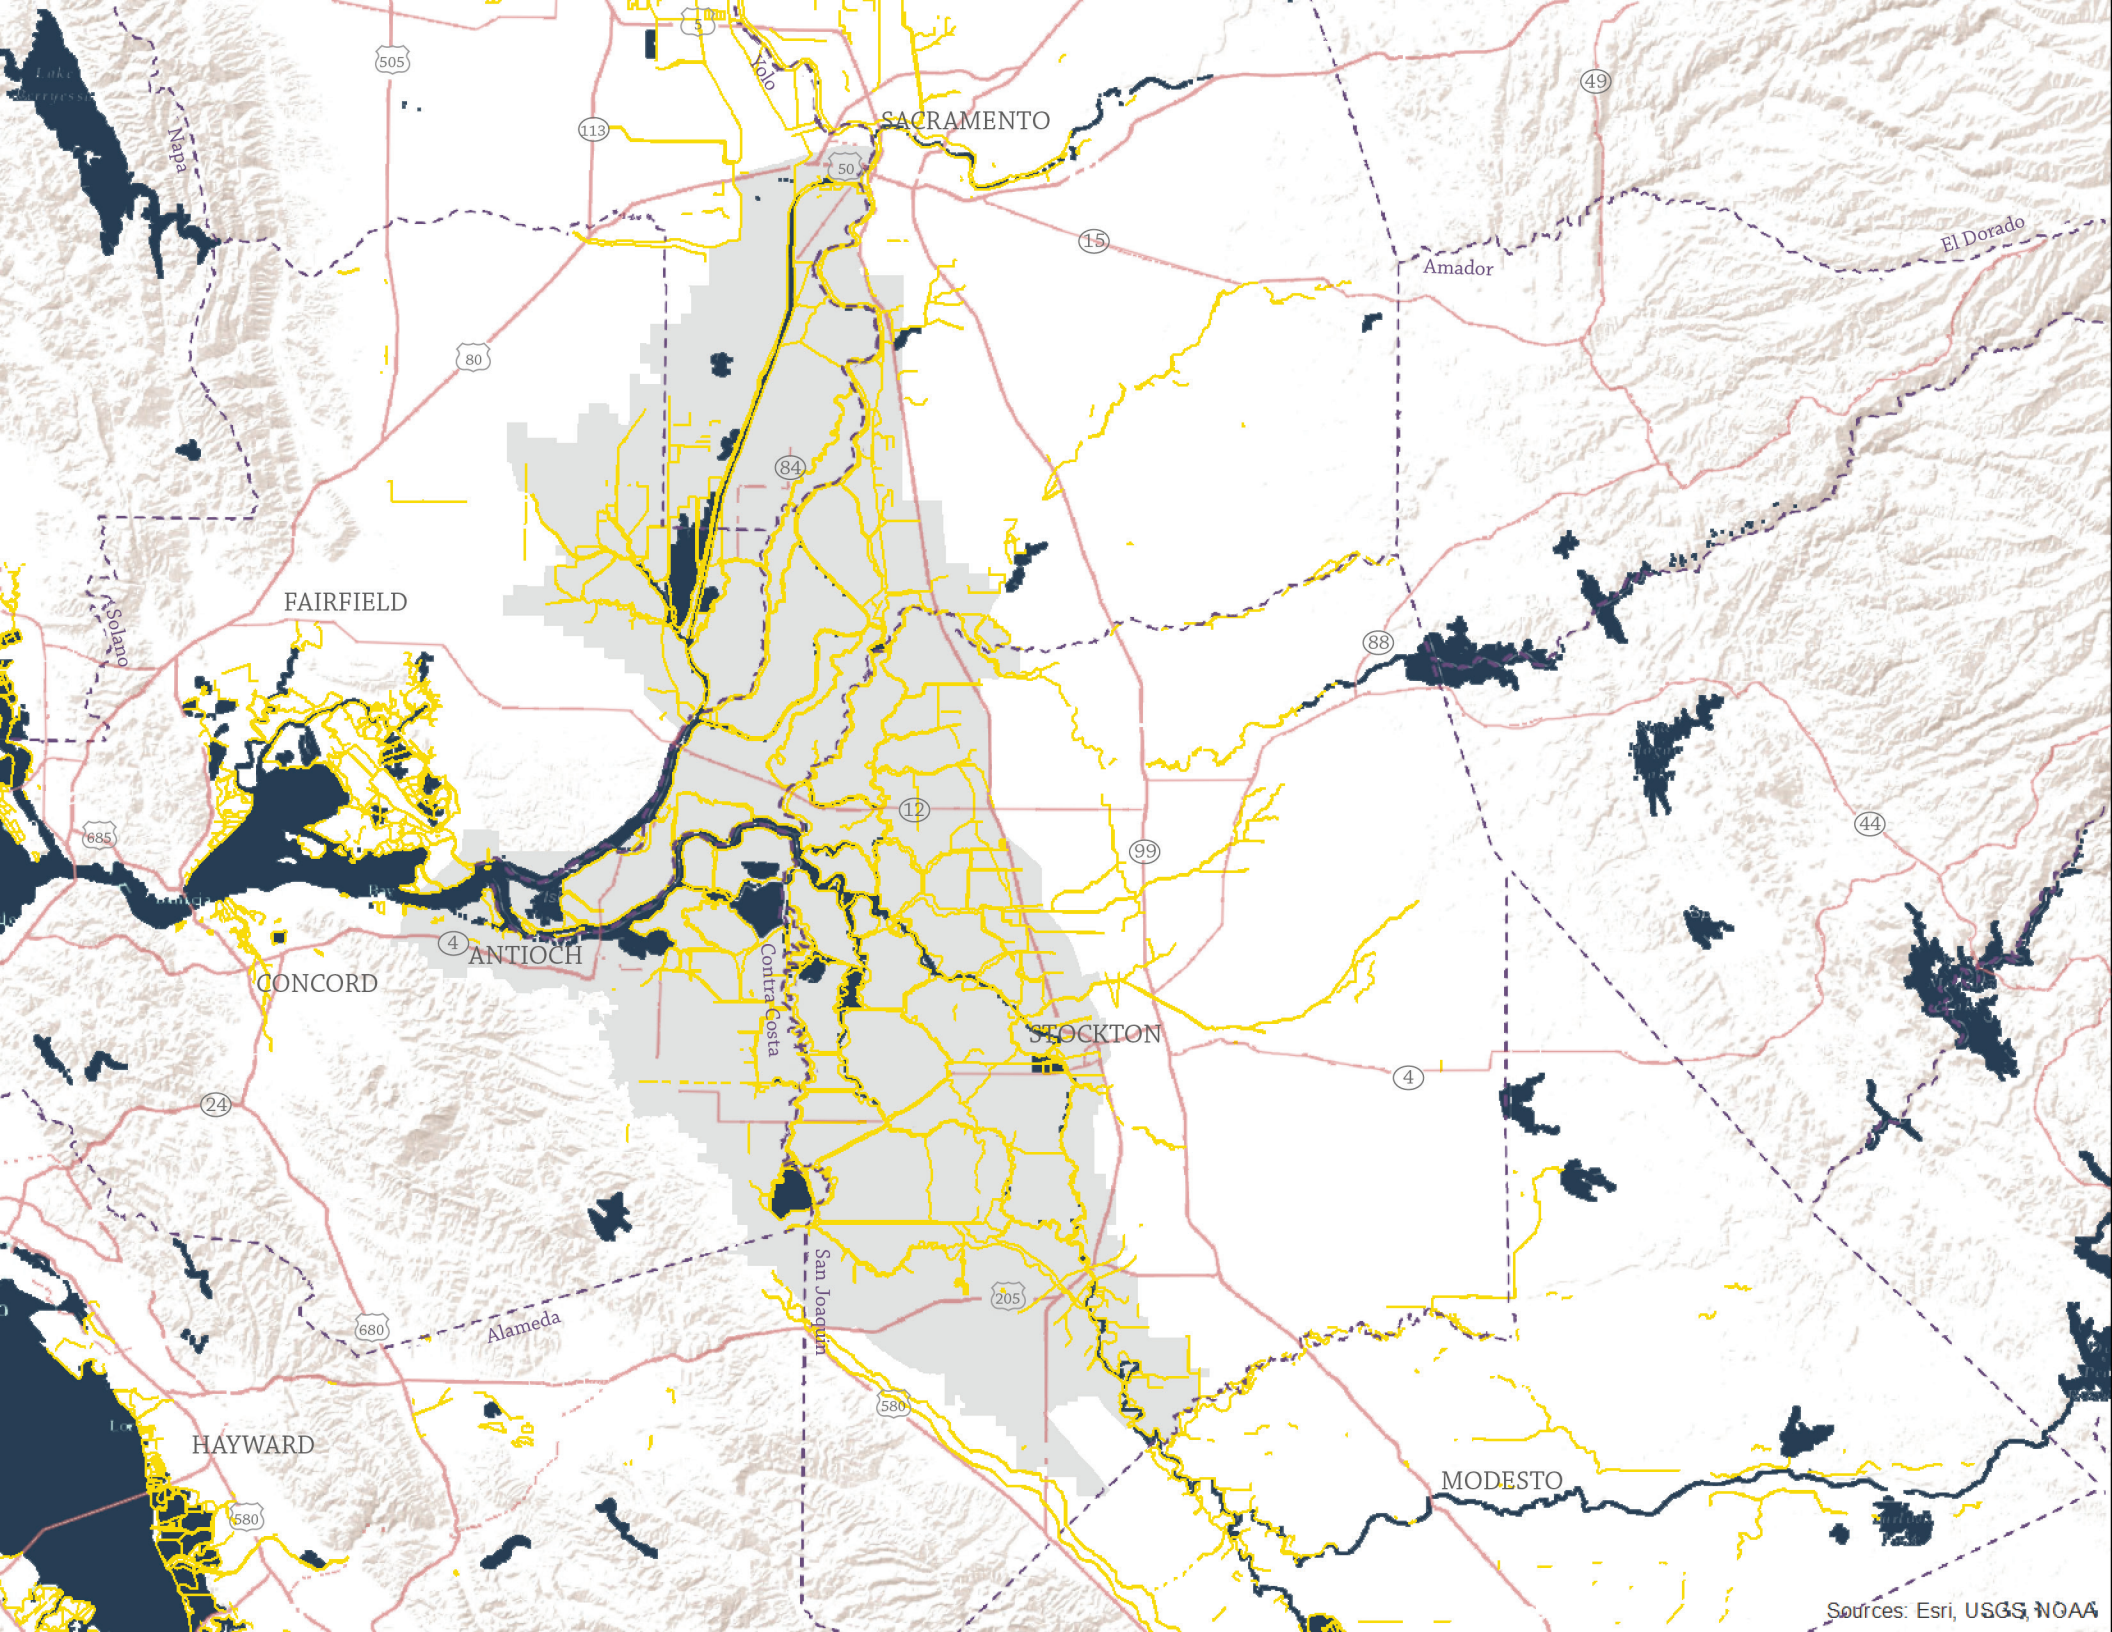 5
505
Lake
Berryessa
Yolo
49
SACRAMENTO
113
Napa
50
El Dorado
15
Amador
80
84
FAIRFIELD
Solano
88
12
44
685
99
4
ANTIOCH
Contra Costa
CONCORD
STOCKTON
4
24
San Joaquin
205
Alameda
680
580
HAYWARD
MODESTO
580
Sources: Esri, USGS, NOAA